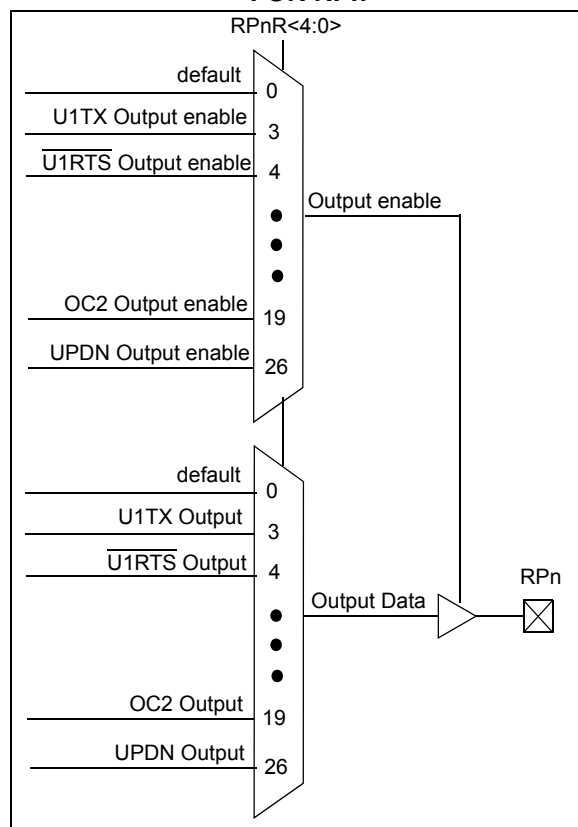 RPnR<4:0>
default
0
U1TX Output enable
3
U1RTS Output enable
4
Output enable
OC2 Output enable
19
UPDN Output enable
26
default
0
U1TX Output
3
U1RTS Output
4
Output Data
RPn
OC2 Output
19
UPDN Output
26